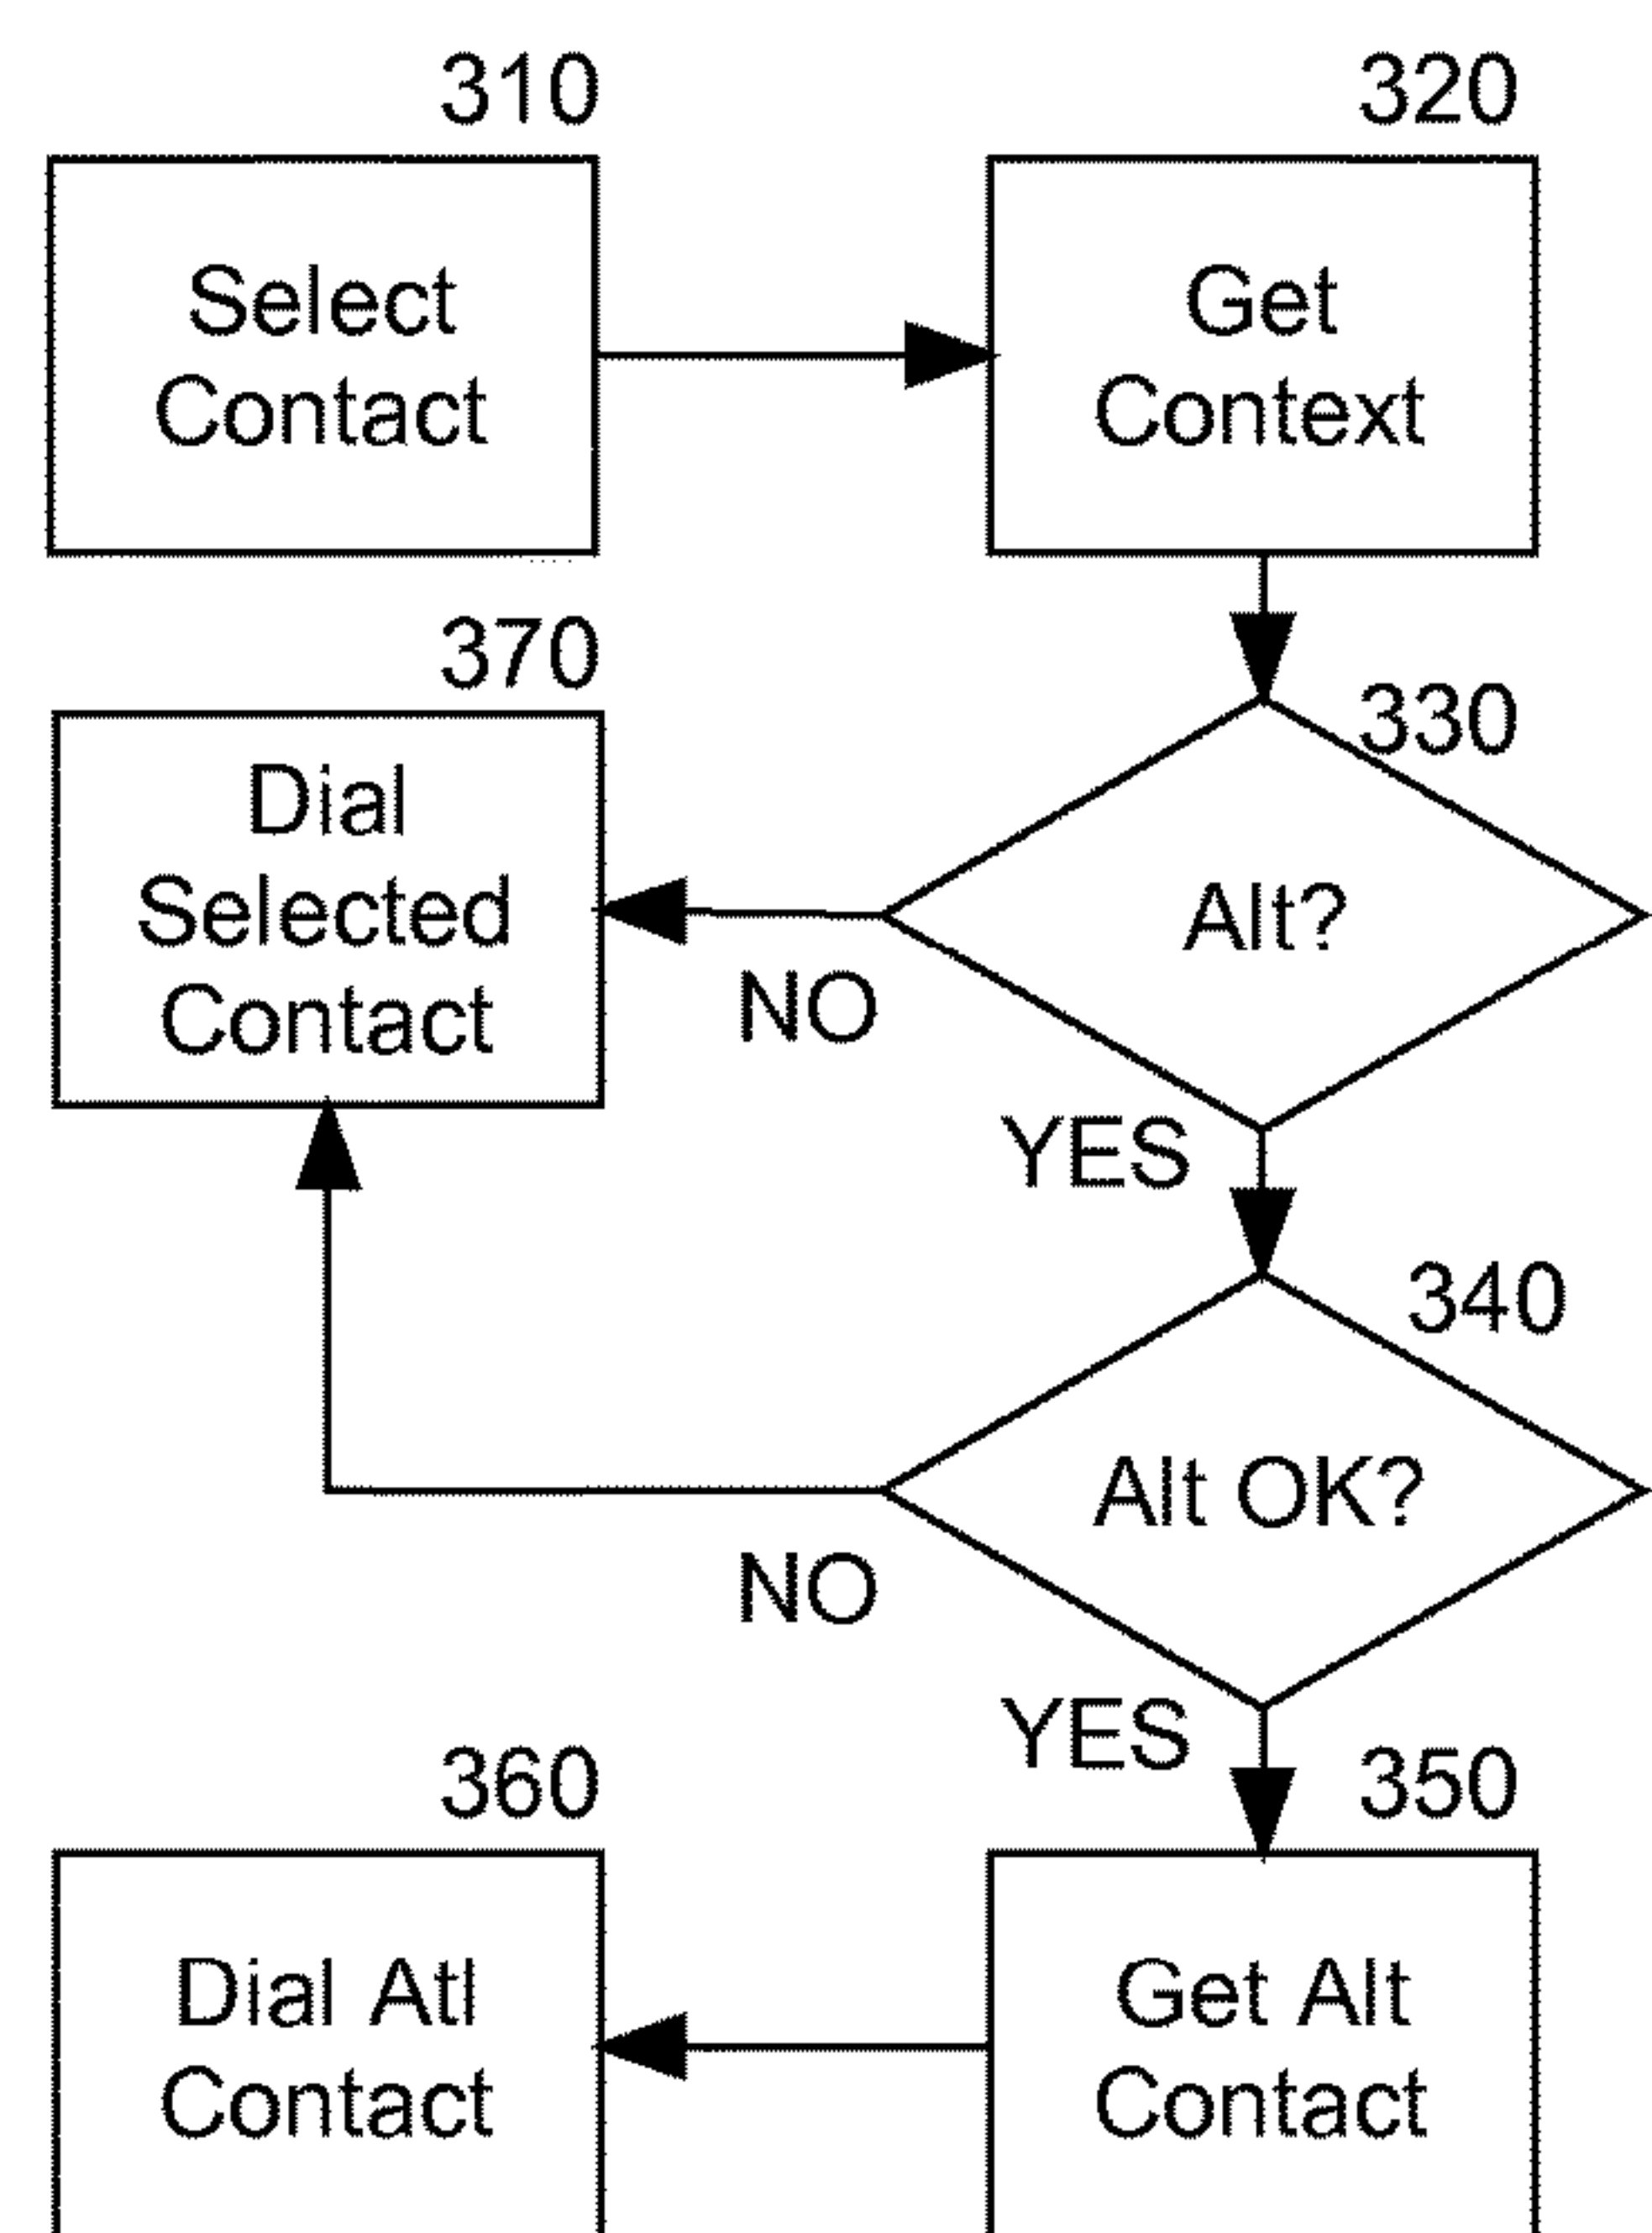 310
Select
Contact
320
Get
Context
370
Dial
Selected
Contact
330
Alt?
NO
YES
340
Alt OK?
NO
YES
360
Dial Atl
Contact
350
Get Alt
Contact